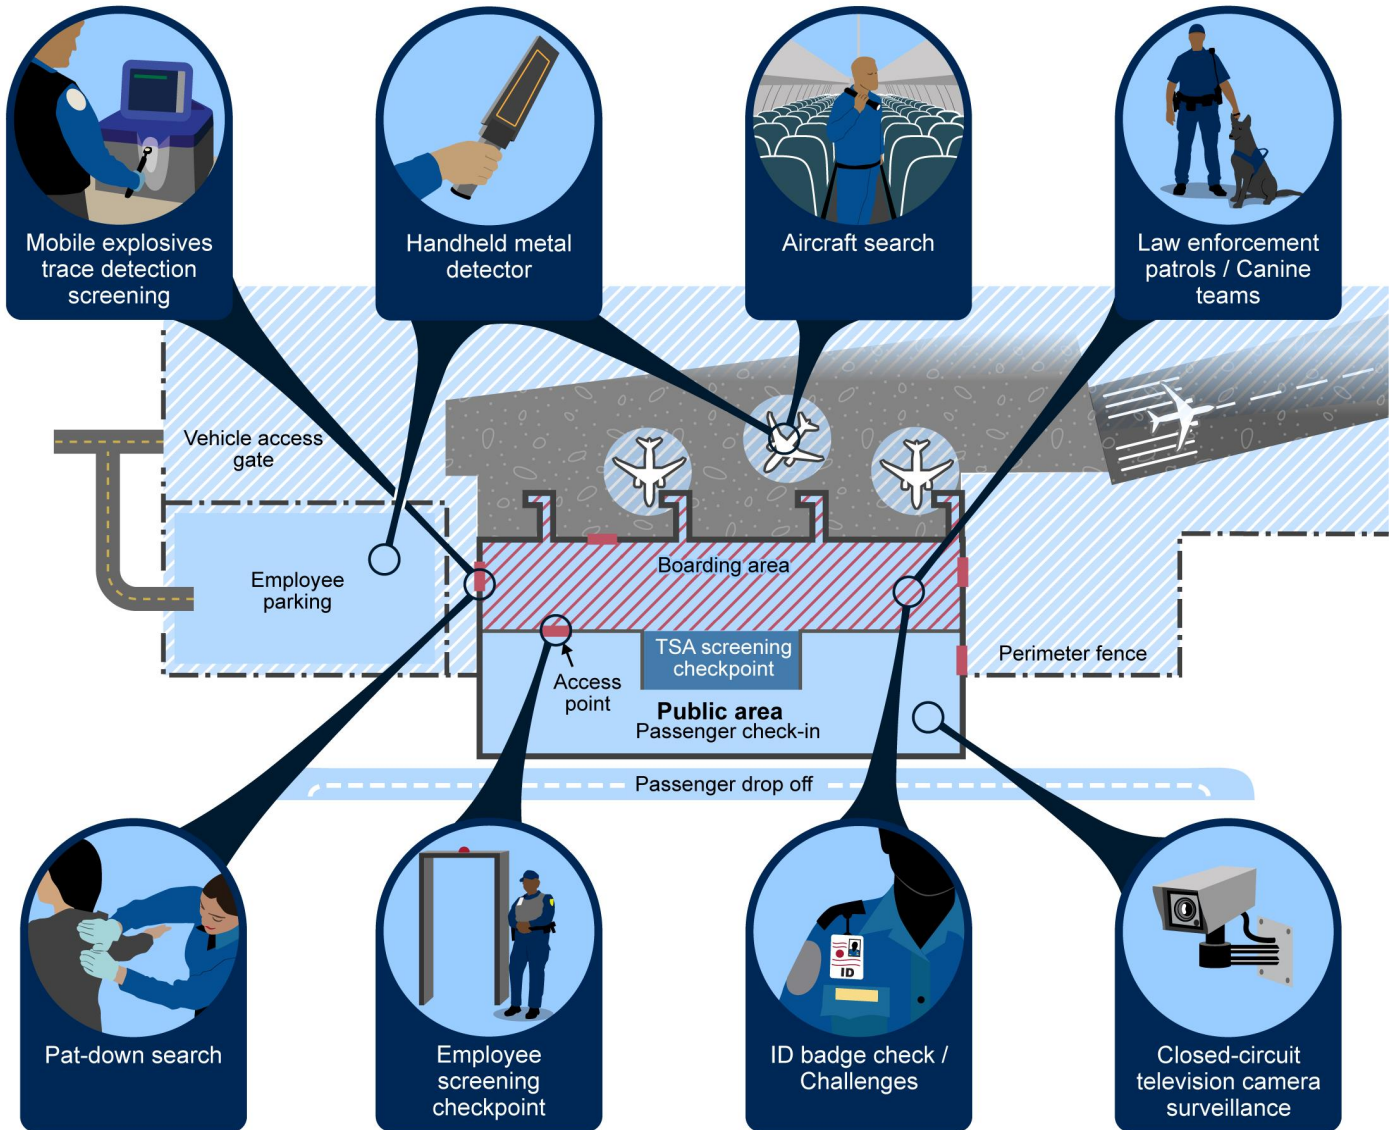 Mobile explosives
trace detection
screening
Handheld metal
detector
Aircraft search
Law enforcement
patrols / Canine
teams
Vehicle access
gate
Employee
parking
Boarding area
TSA screening
checkpoint
Access
point
Public area
Passenger check-in
Perimeter fence
Passenger drop off
Pat-down search
Employee
screening
checkpoint
ID
ID badge check /
Challenges
Closed-circuit
television camera
surveillance